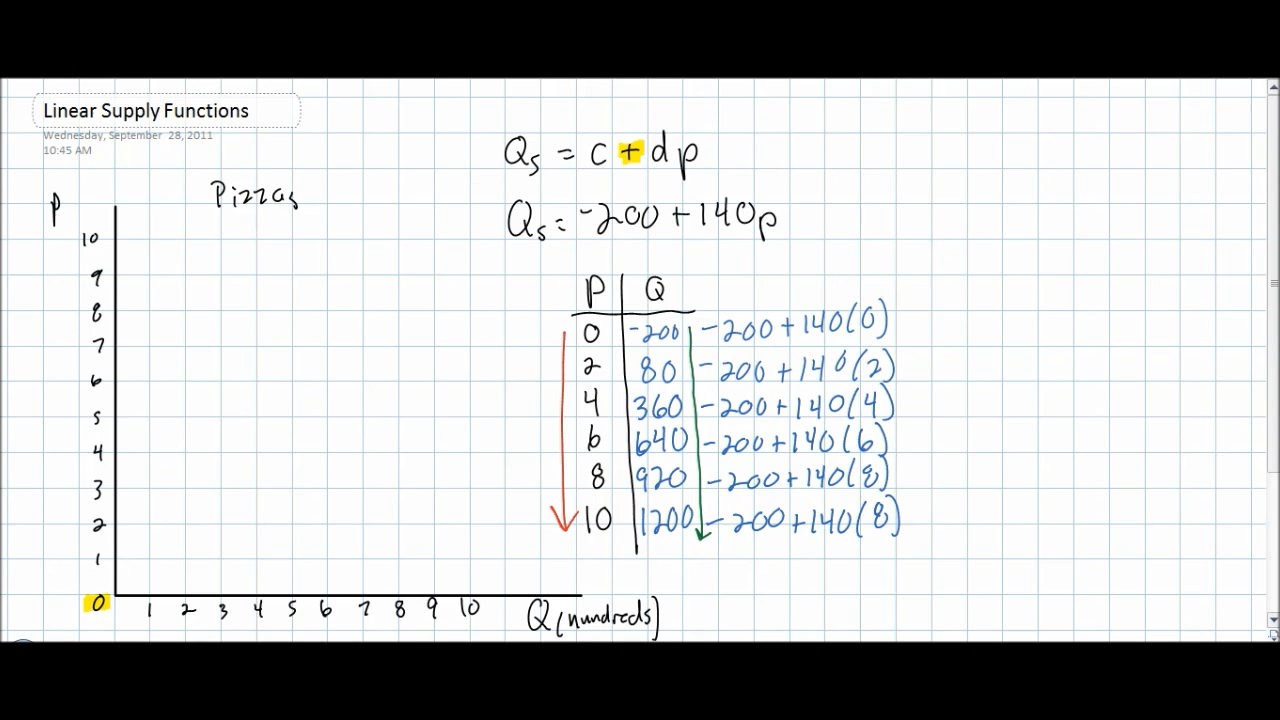 Linear Supply Functions
Wednesday, September 28, 2011
10:45 AM
Qs = c + dp
Qs = -200 + 140p
P Pizzas
10
9
8
7
6
5
4
3
2
1
0
1 2 3 4 5 6 7 8 9 10 Q (hundreds)
P Q
0 -200 -200 + 140(0)
2 80 -200 + 140(2)
4 360 -200 + 140(4)
6 640 -200 + 140(6)
8 920 -200 + 140(8)
10 1200 -200 + 140(8)